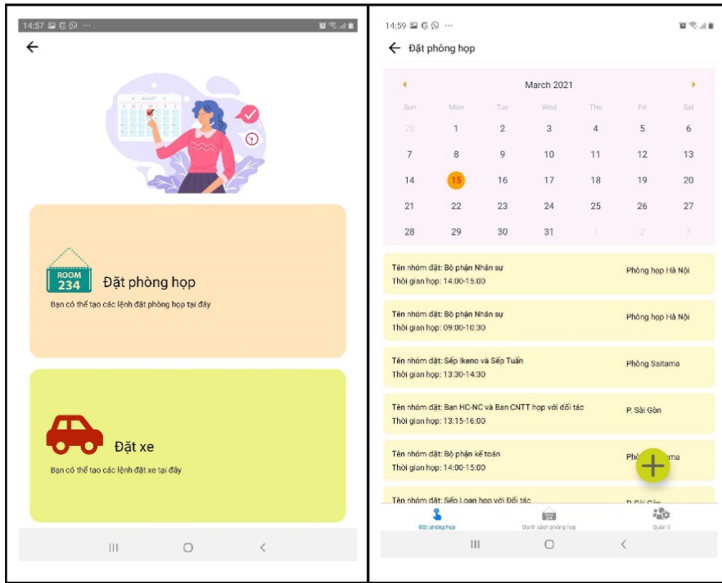 14:57
Đặt phòng họp
ROOM
234
Bạn có thể tạo các lệnh đặt phòng họp tại đây
Đặt xe
Bạn có thể tạo các lệnh đặt xe tại đây
14:59
Đặt phòng họp
March 2021
Sun Mon Tue Wed Thu Fri Sat
28 1 2 3 4 5 6
7 8 9 10 11 12 13
14 15 16 17 18 19 20
21 22 23 24 25 26 27
28 29 30 31 1 2 3
Tên nhóm đặt: Bộ phận Nhân sự
Phòng họp Hà Nội
Thời gian họp: 14:00-15:00
Tên nhóm đặt: Bộ phận Nhân sự
Phòng họp Hà Nội
Thời gian họp: 09:00-10:30
Tên nhóm đặt: Sếp Ikeno và Sếp Tuấn
Phòng Saitama
Thời gian họp: 13:30-14:30
Tên nhóm đặt: Ban HC-NC và Ban CNTT họp với đối tác
P. Sài Gòn
Thời gian họp: 13:15-16:00
Tên nhóm đặt: Bộ phận kế toán
Thời gian họp: 14:00-15:00
Tên nhóm đặt: Sếp Loan họp với Đối tác
P. Sài Gòn
Đặt phòng họp
Danh sách phòng họp